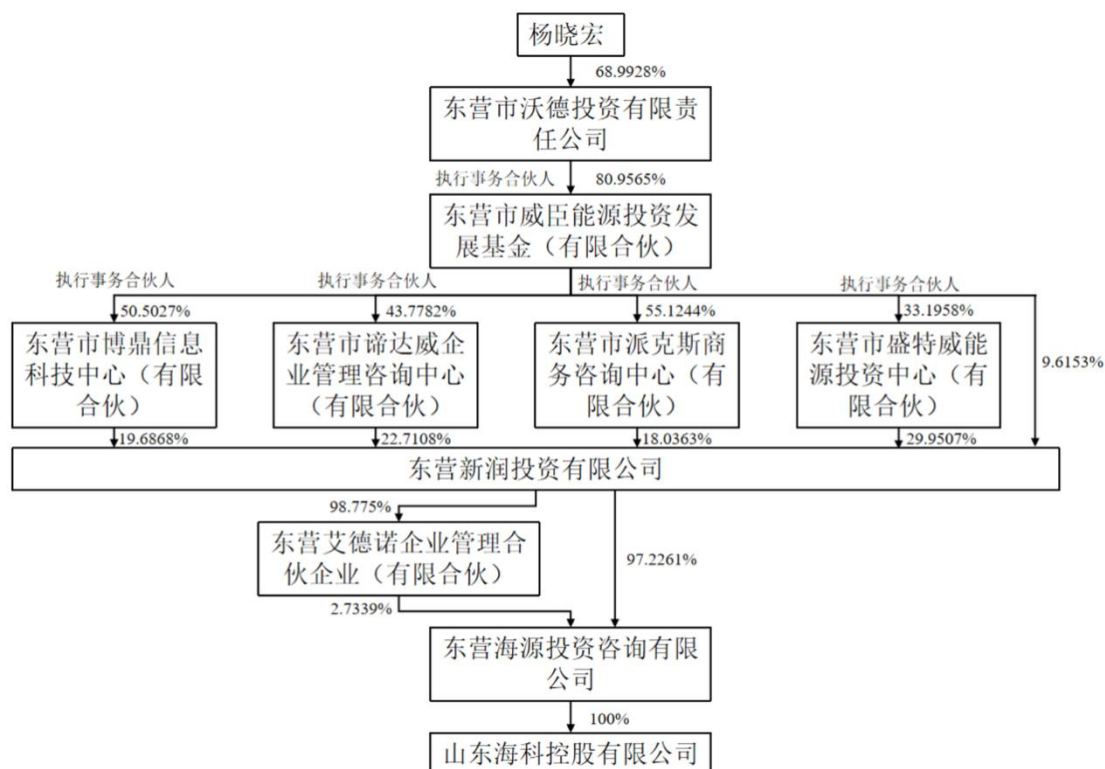 杨晓宏
68.9928%
东营市沃德投资有限责
任公司
执行事务合伙人
80.9565%
东营市威臣能源投资发
展基金（有限合伙）
执行事务合伙人
执行事务合伙人
执行事务合伙人
执行事务合伙人
50.5027%
43.7782%
55.1244%
33.1958%
东营市博鼎信息
科技中心（有限
合伙）
东营市谛达威企
业管理咨询中心
（有限合伙）
东营市派克斯商
务咨询中心（有
限合伙）
东营市盛特威能
源投资中心（有
限合伙）
9.6153%
19.6868%
22.7108%
18.0363%
29.9507%
东营新润投资有限公司
98.775%
东营艾德诺企业管理合
伙企业（有限合伙）
97.2261%
2.7339%
东营海源投资咨询有限
公司
100%
山东海科控股有限公司